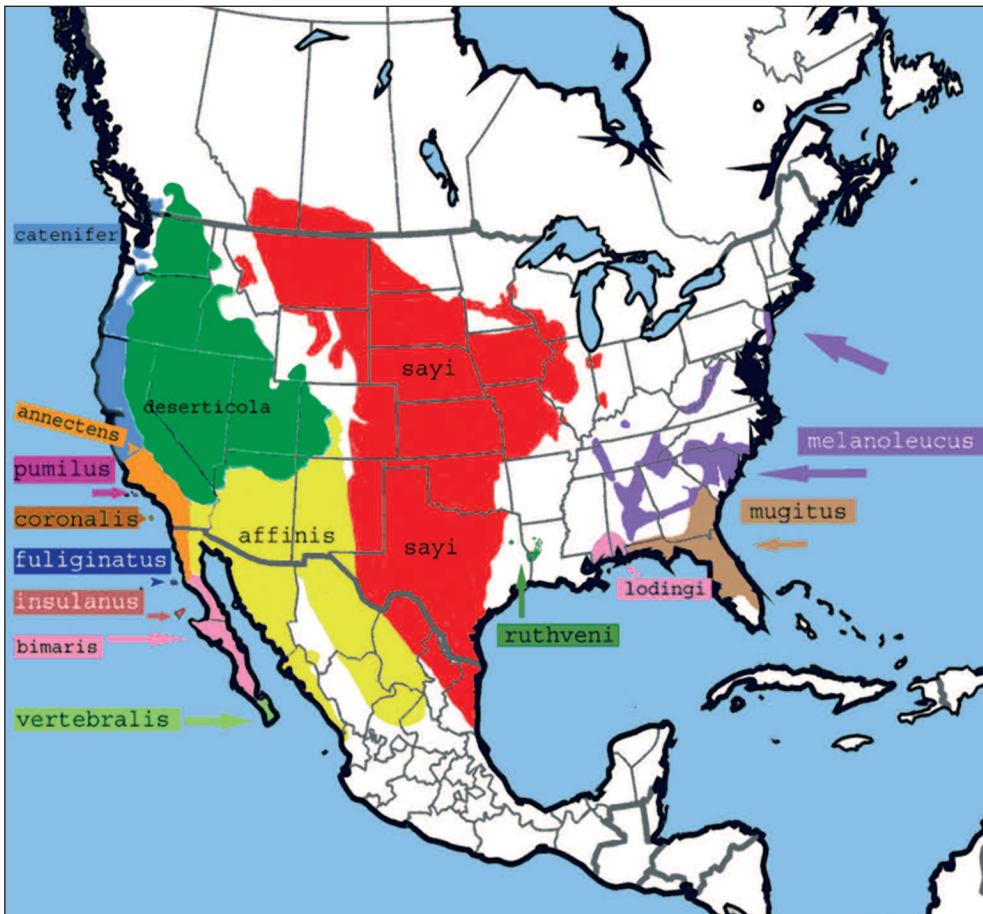 catenifer
sayi
deserticola
annectens
melanoleucus
pumilus
mugitus
coronalis
affinis
sayi
fuliginatus
lodingi
insulanus
ruthveni
bimaris
vertebralis